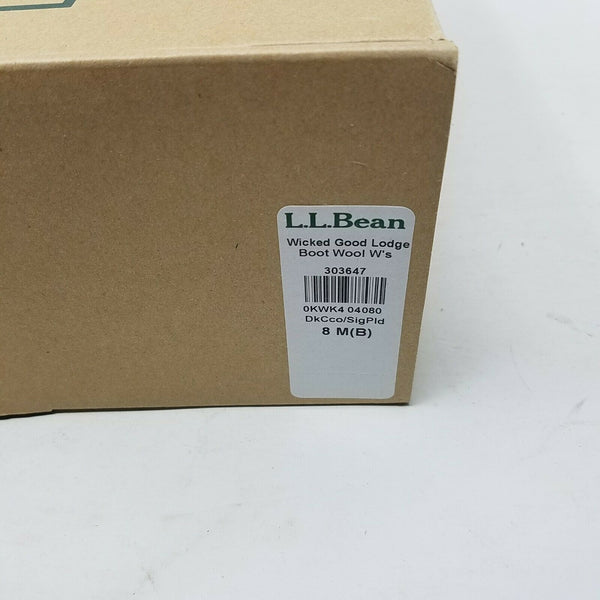 L.L.Bean
Wicked Good Lodge
Boot Wool W's
303647
0KWK4 04080
DkCco/SigPld
8 M(B)